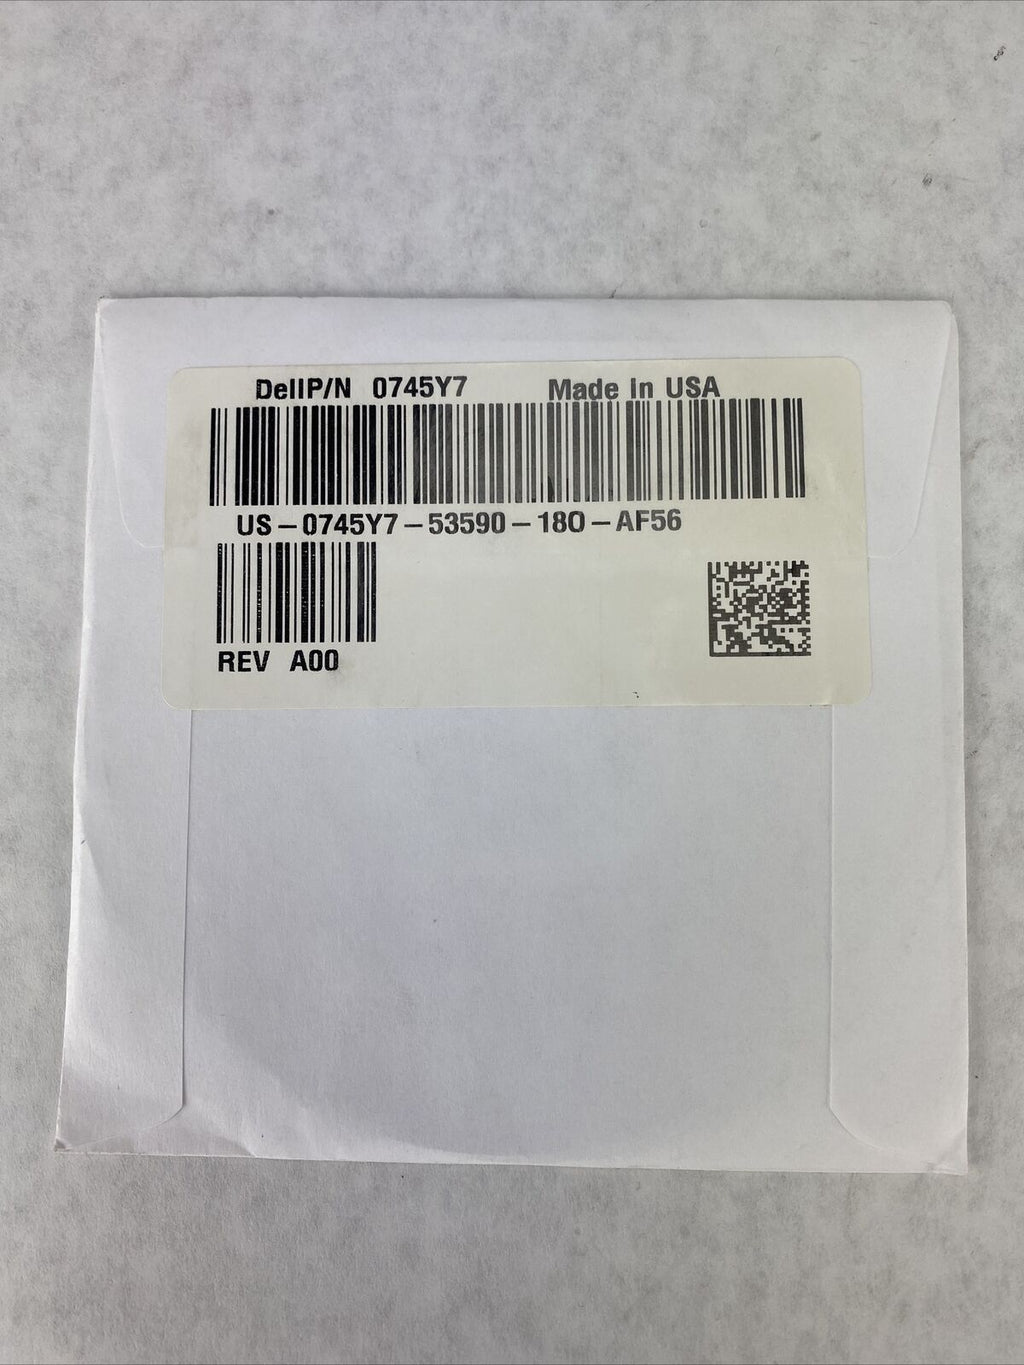 DellP/N 0745Y7 Made in USA
US-0745Y7-53590-180-AF56
REV A00